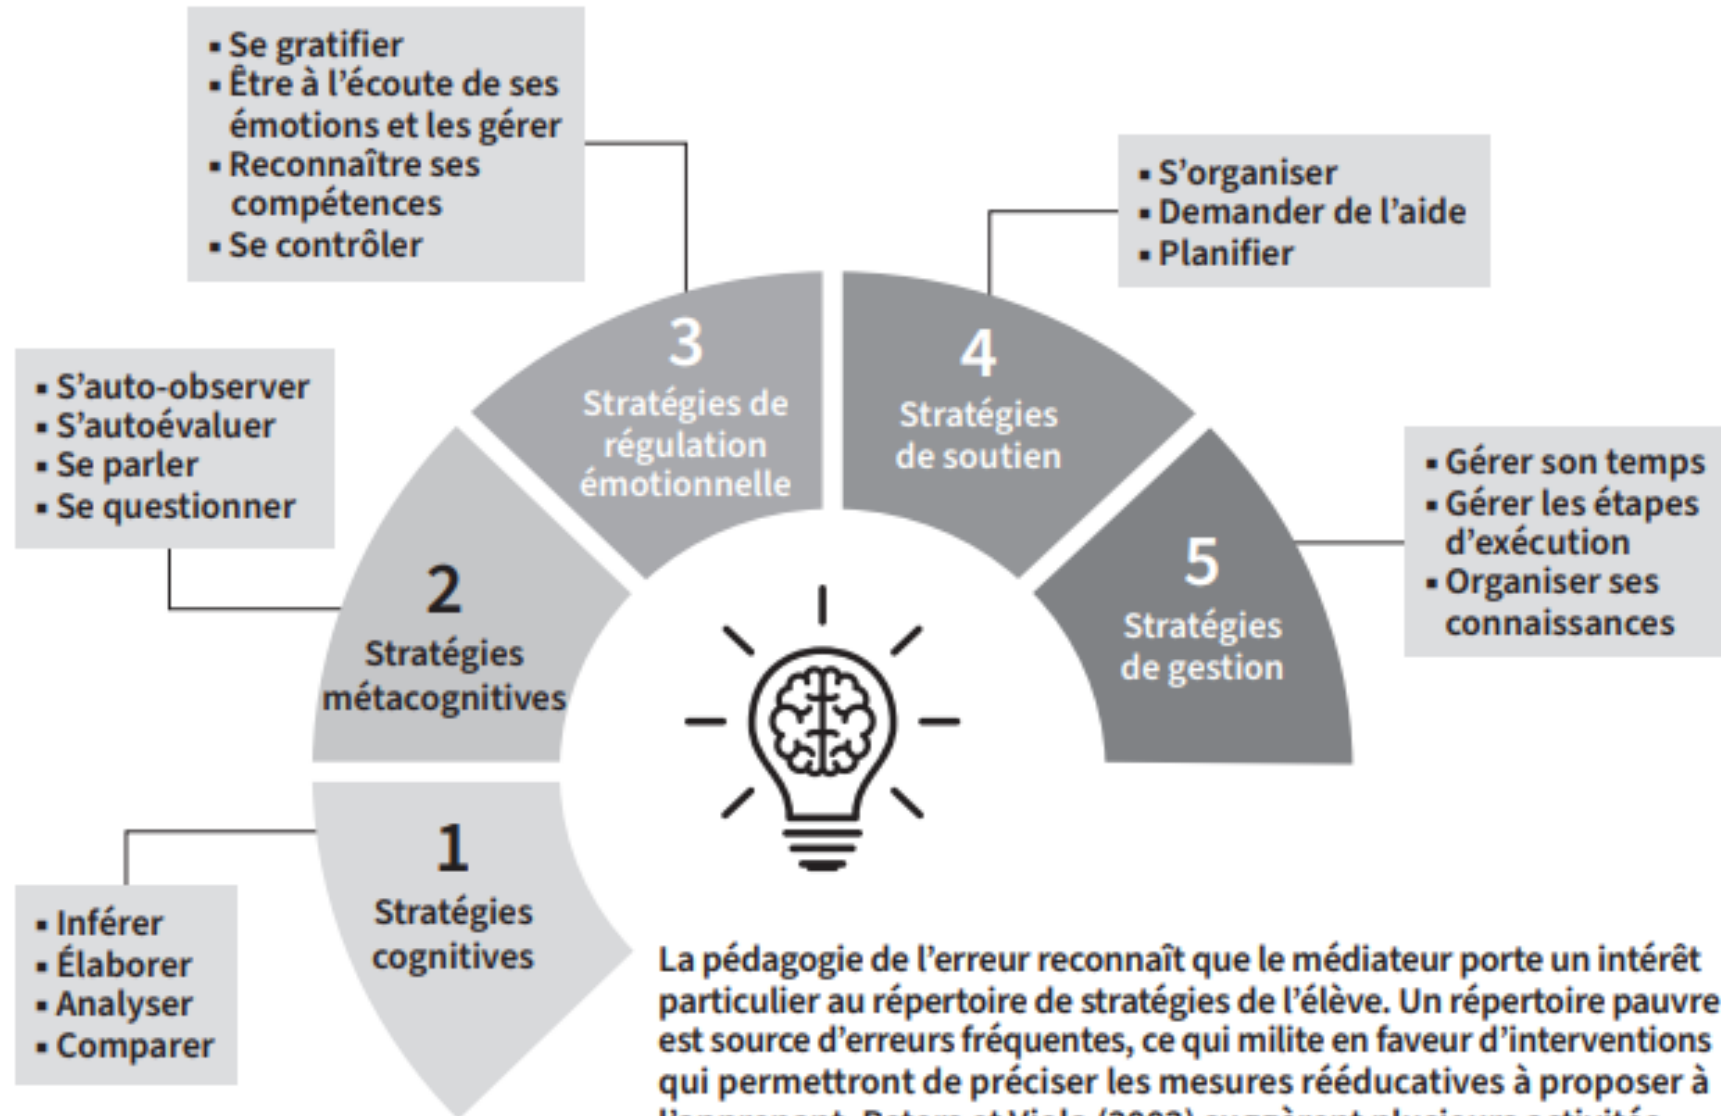 ▪ Se gratifier
▪ Être à l'écoute de ses
émotions et les gérer
▪ Reconnaître ses
compétences
▪ Se contrôler
▪ S'organiser
▪ Demander de l'aide
▪ Planifier
▪ S'auto-observer
▪ S'autoévaluer
▪ Se parler
▪ Se questionner
3
Stratégies de
régulation
émotionnelle
4
Stratégies
de soutien
▪ Gérer son temps
▪ Gérer les étapes
d'exécution
▪ Organiser ses
connaissances
2
Stratégies
métacognitives
5
Stratégies
de gestion
1
Stratégies
cognitives
▪ Inférer
▪ Élaborer
▪ Analyser
▪ Comparer
La pédagogie de l'erreur reconnaît que le médiateur porte un intérêt
particulier au répertoire de stratégies de l'élève. Un répertoire pauvre
est source d'erreurs fréquentes, ce qui milite en faveur d'interventions
qui permettront de préciser les mesures rééducatives à proposer à